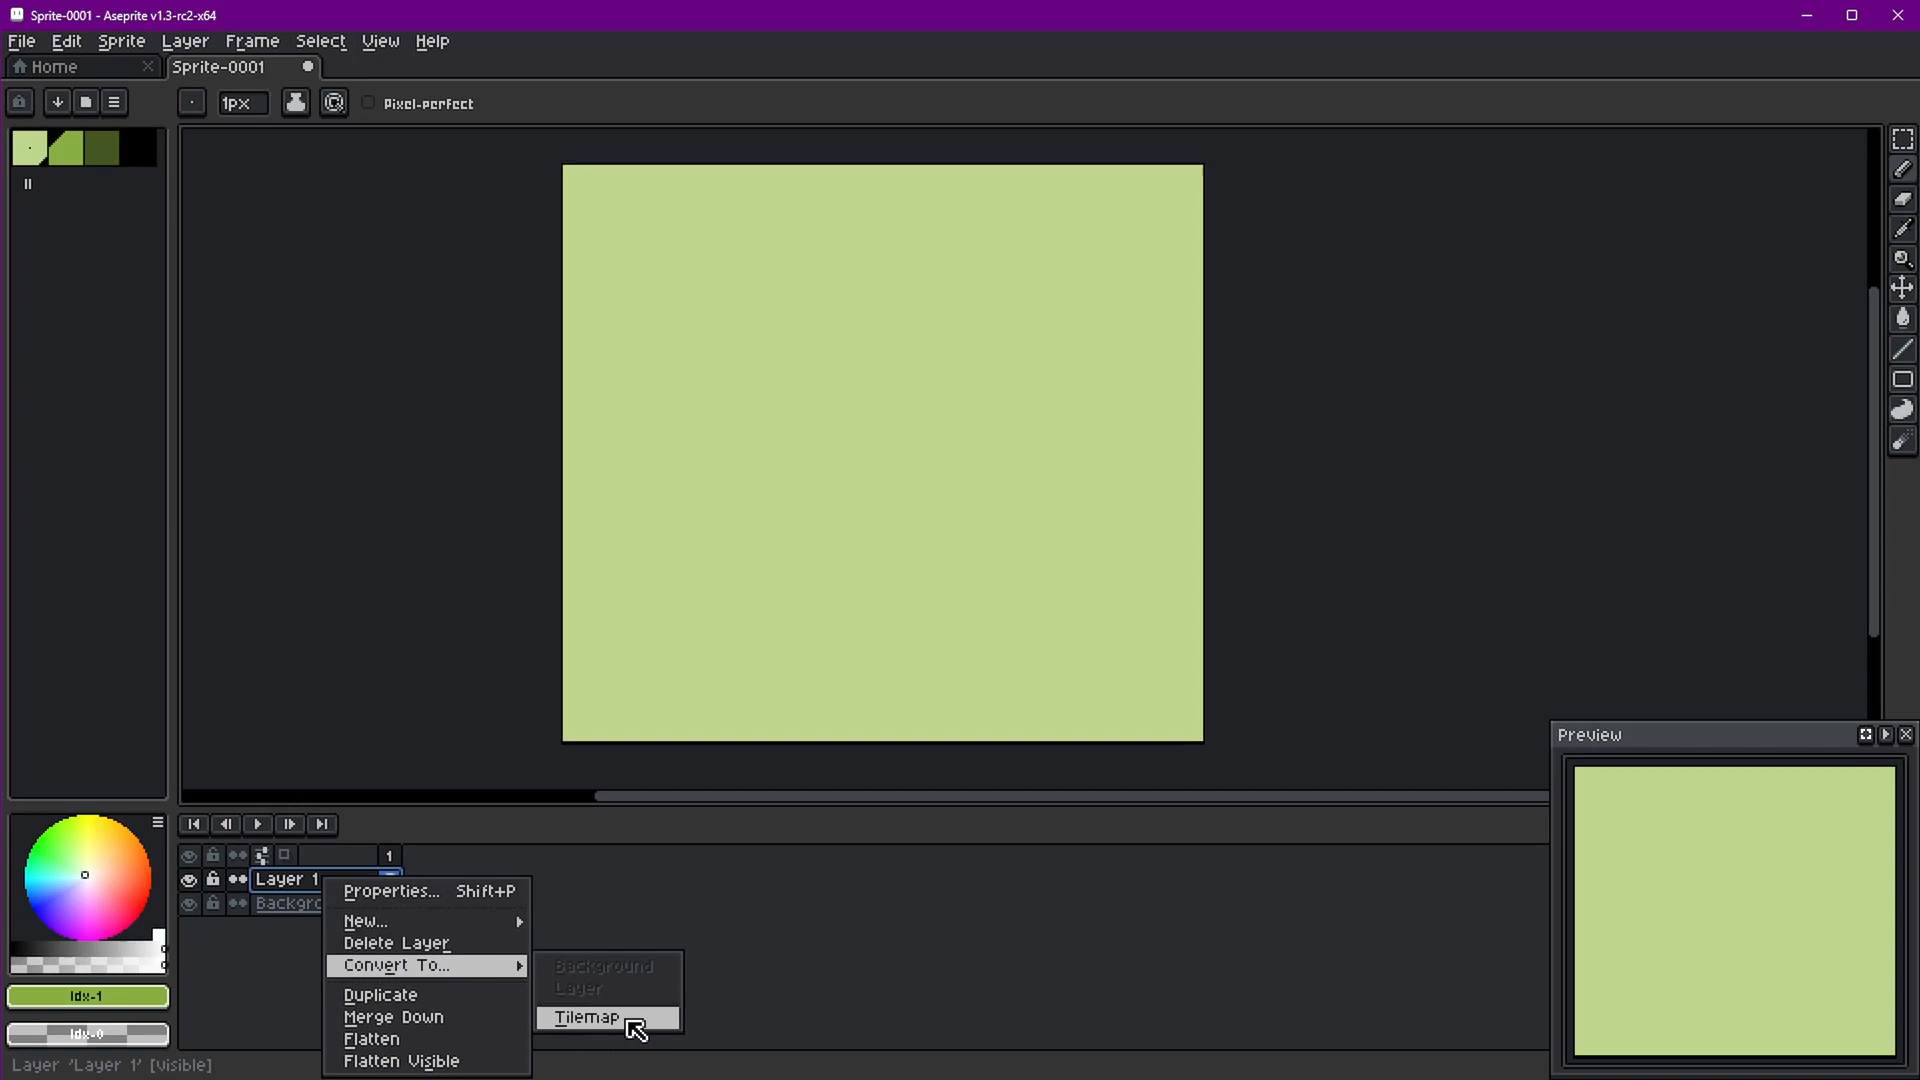 Sprite-0001 - Aseprite v1.3-rc2-x64
File Edit Sprite Layer Frame Select View Help
Home Sprite-0001
1px Pixel-perfect
Preview
1
Layer 1
Backgro
Properties... Shift+P
New...
Delete Layer
Convert To...
Duplicate
Merge Down
Flatten
Flatten Visible
Background
Layer
Tilemap
Idx-1
Idx-0
Layer 'Layer 1' [visible]